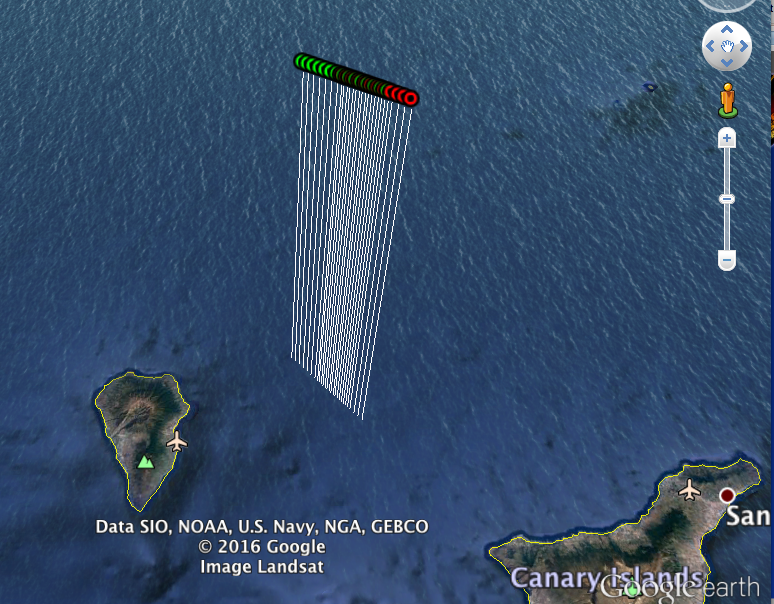 Data SIO, NOAA, U.S. Navy, NGA, GEBCO
© 2016 Google
Image Landsat
San
Canary Islands
Google earth